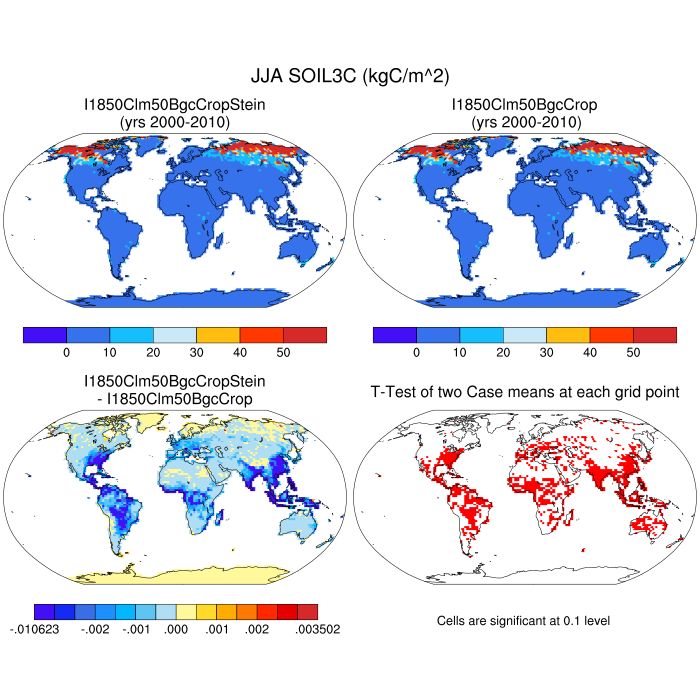 JJA SOIL3C (kgC/m^2)
I1850Clm50BgcCropStein
(yrs 2000-2010)
I1850Clm50BgcCrop
(yrs 2000-2010)
0 10 20 30 40 50
0 10 20 30 40 50
I1850Clm50BgcCropStein
- I1850Clm50BgcCrop
T-Test of two Case means at each grid point
-.010623 -.002 -.001 .000 .001 .002 .003502
Cells are significant at 0.1 level